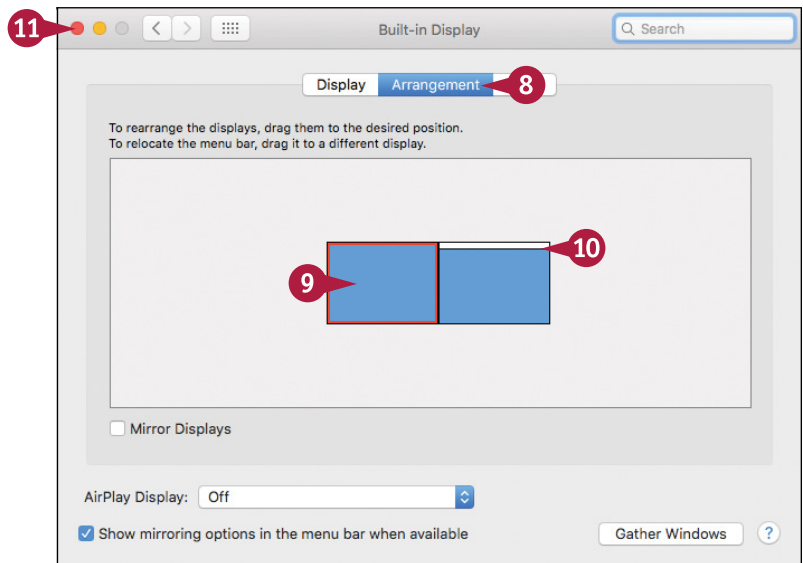 11
Built-in Display
Search
Display Arrangement
8
To rearrange the displays, drag them to the desired position.
To relocate the menu bar, drag it to a different display.
10
9
Mirror Displays
AirPlay Display: Off
Show mirroring options in the menu bar when available
Gather Windows ?